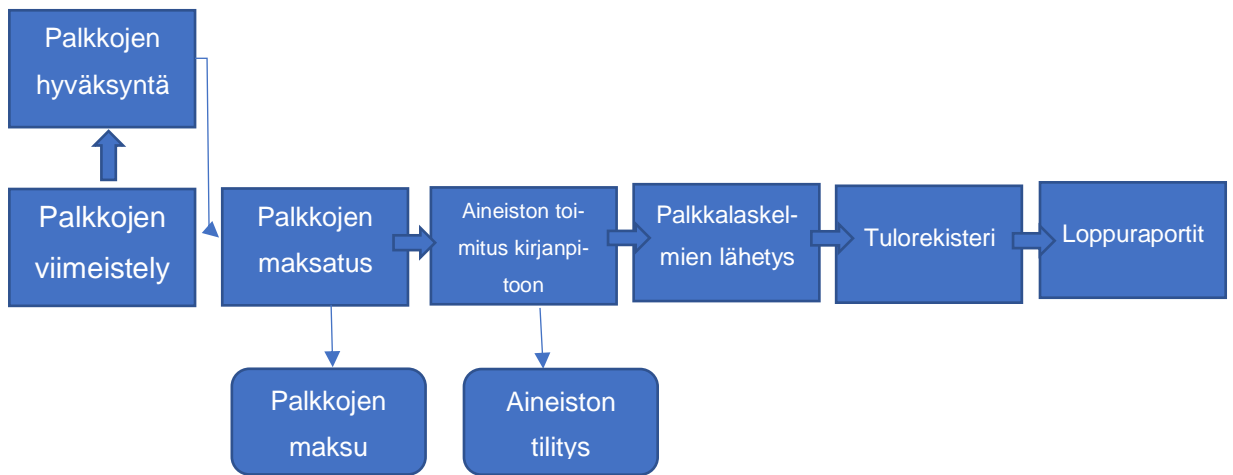 Palkkojen
hyväksyntä
Palkkojen
viimeistely
Palkkojen
maksatus
Aineiston toi-
mitus kirjanpi-
toon
Palkkalaskel-
mien lähetys
Tulorekisteri
Loppuraportit
Palkkojen
maksu
Aineiston
tilitys